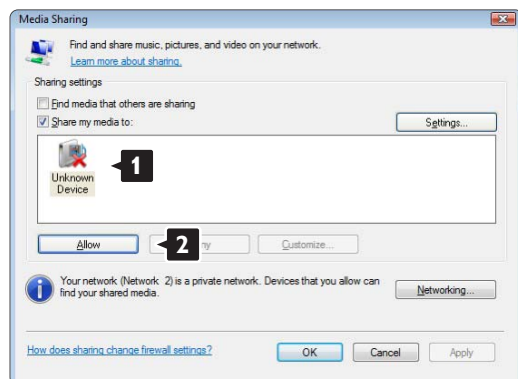 Media Sharing
Find and share music, pictures, and video on your network.
Learn more about sharing.
Sharing settings
Find media that others are sharing
Share my media to:
Settings...
Unknown
Device
1
Allow
2
Customize...
Your network (Network 2) is a private network. Devices that you allow can
find your shared media.
Networking...
How does sharing change firewall settings?
OK
Cancel
Apply